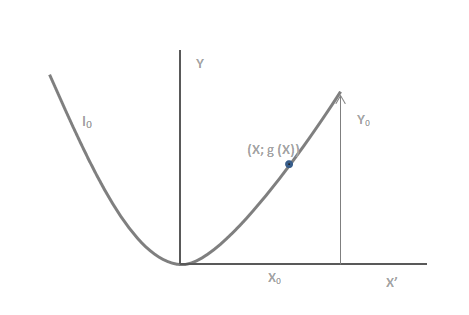 Y
I₀
Y₀
(X; g (X))
X₀
X’